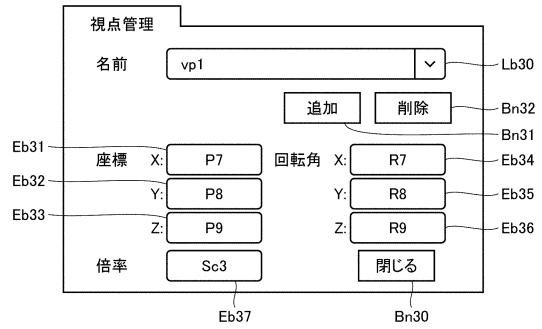 視点管理
名前 vp1 Lb30
追加 削除 Bn32
Bn31
Eb31 座標 X: P7 回転角 X: R7 Eb34
Eb32 Y: P8 Y: R8 Eb35
Eb33 Z: P9 Z: R9 Eb36
倍率 Sc3 閉じる
Eb37 Bn30